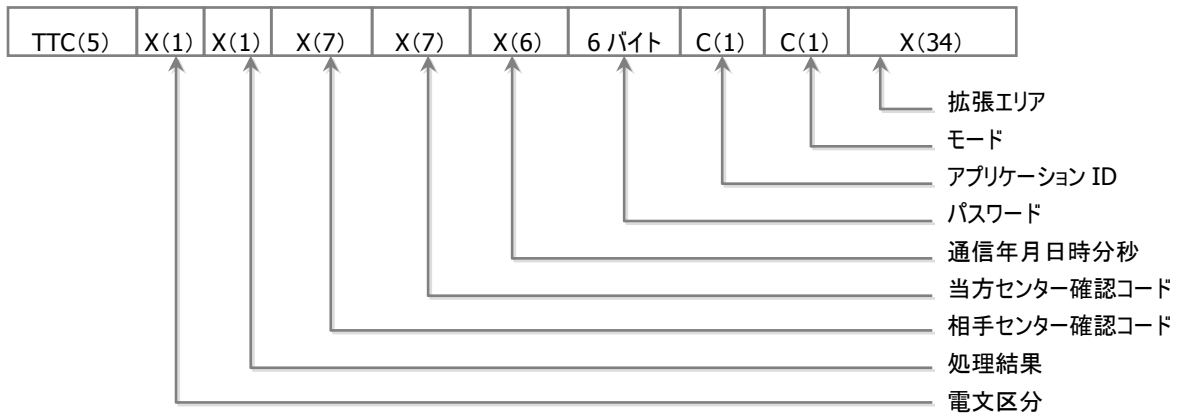 TTC(5) X(1) X(1) X(7) X(7) X(6) 6 バイト C(1) C(1) X(34)
拡張エリア
モード
アプリケーション ID
パスワード
通信年月日時分秒
当方センター確認コード
相手センター確認コード
処理結果
電文区分